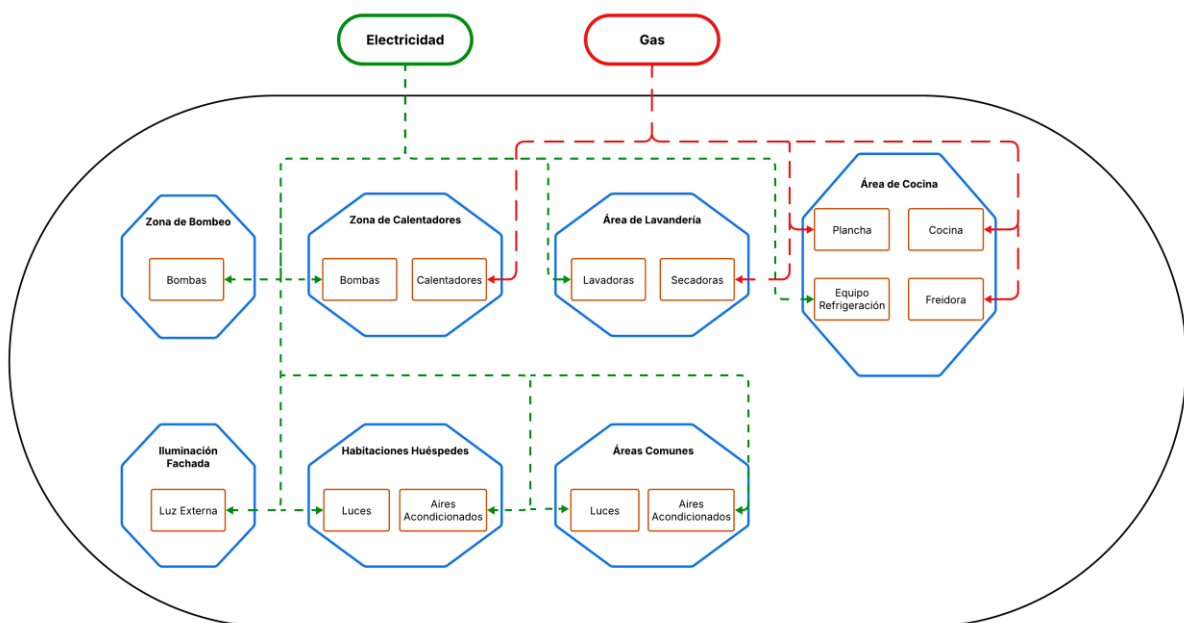 Electricidad
Gas
Zona de Bombeo
Bombas
Zona de Calentadores
Bombas
Calentadores
Área de Lavandería
Lavadoras
Secadoras
Área de Cocina
Plancha
Cocina
Equipo
Refrigeración
Freidora
Iluminación
Fachada
Luz Externa
Habitaciones Huéspedes
Luces
Aires
Acondicionados
Áreas Comunes
Luces
Aires
Acondicionados